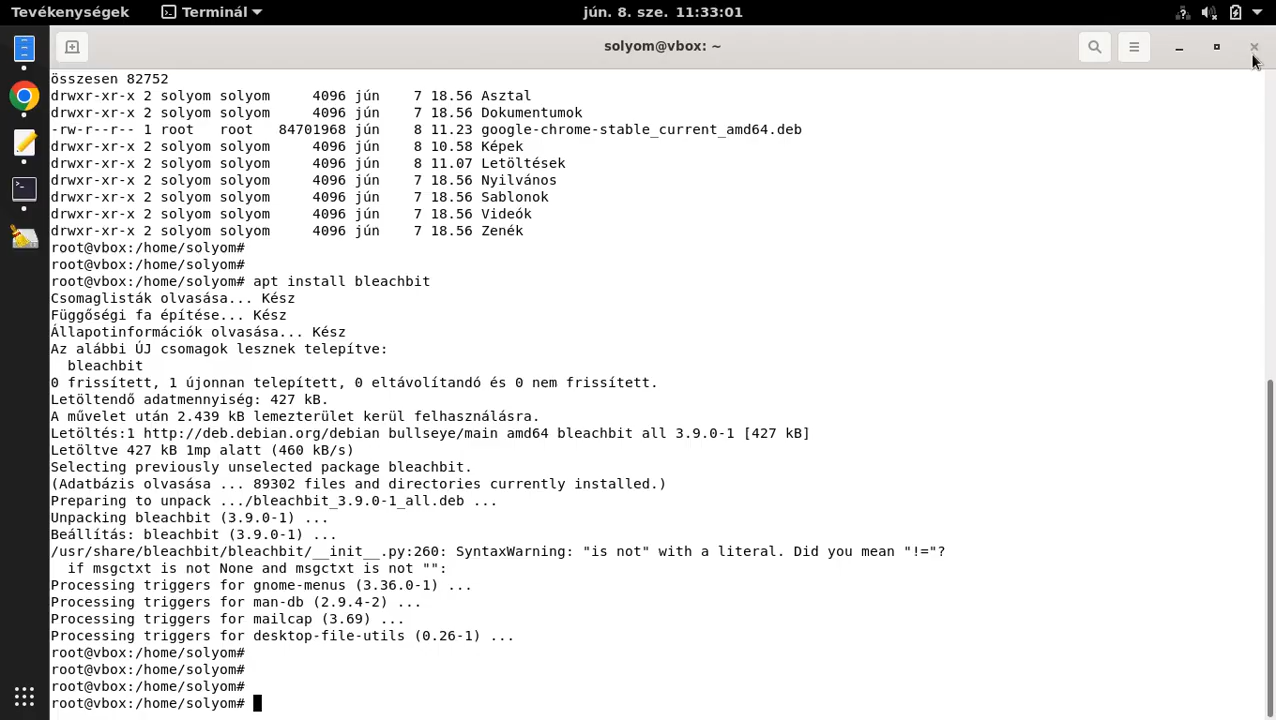 Tevékenységek Terminál jún. 8. sze. 11:33:01
solyom@vbox: ~
összesen 82752
drwxr-xr-x 2 solyom solyom     4096 jún    7 18.56 Asztal
drwxr-xr-x 2 solyom solyom     4096 jún    7 18.56 Dokumentumok
-rw-r--r-- 1 root   root   84701968 jún    8 11.23 google-chrome-stable_current_amd64.deb
drwxr-xr-x 2 solyom solyom     4096 jún    8 10.58 Képek
drwxr-xr-x 2 solyom solyom     4096 jún    8 11.07 Letöltések
drwxr-xr-x 2 solyom solyom     4096 jún    7 18.56 Nyilvános
drwxr-xr-x 2 solyom solyom     4096 jún    7 18.56 Sablonok
drwxr-xr-x 2 solyom solyom     4096 jún    7 18.56 Videók
drwxr-xr-x 2 solyom solyom     4096 jún    7 18.56 Zenék
root@vbox:/home/solyom#
root@vbox:/home/solyom#
root@vbox:/home/solyom# apt install bleachbit
Csomaglisták olvasása... Kész
Függőségi fa építése... Kész
Állapotinformációk olvasása... Kész
Az alábbi ÚJ csomagok lesznek telepítve:
  bleachbit
0 frissített, 1 újonnan telepített, 0 eltávolítandó és 0 nem frissített.
Letöltendő adatmennyiség: 427 kB.
A művelet után 2.439 kB lemezterület kerül felhasználásra.
Letöltés:1 http://deb.debian.org/debian bullseye/main amd64 bleachbit all 3.9.0-1 [427 kB]
Letöltve 427 kB 1mp alatt (460 kB/s)
Selecting previously unselected package bleachbit.
(Adatbázis olvasása ... 89302 files and directories currently installed.)
Preparing to unpack .../bleachbit_3.9.0-1_all.deb ...
Unpacking bleachbit (3.9.0-1) ...
Beállítás: bleachbit (3.9.0-1) ...
/usr/share/bleachbit/bleachbit/__init__.py:260: SyntaxWarning: "is not" with a literal. Did you mean "!="?
  if msgctxt is not None and msgctxt is not "":
Processing triggers for gnome-menus (3.36.0-1) ...
Processing triggers for man-db (2.9.4-2) ...
Processing triggers for mailcap (3.69) ...
Processing triggers for desktop-file-utils (0.26-1) ...
root@vbox:/home/solyom#
root@vbox:/home/solyom#
root@vbox:/home/solyom#
root@vbox:/home/solyom#